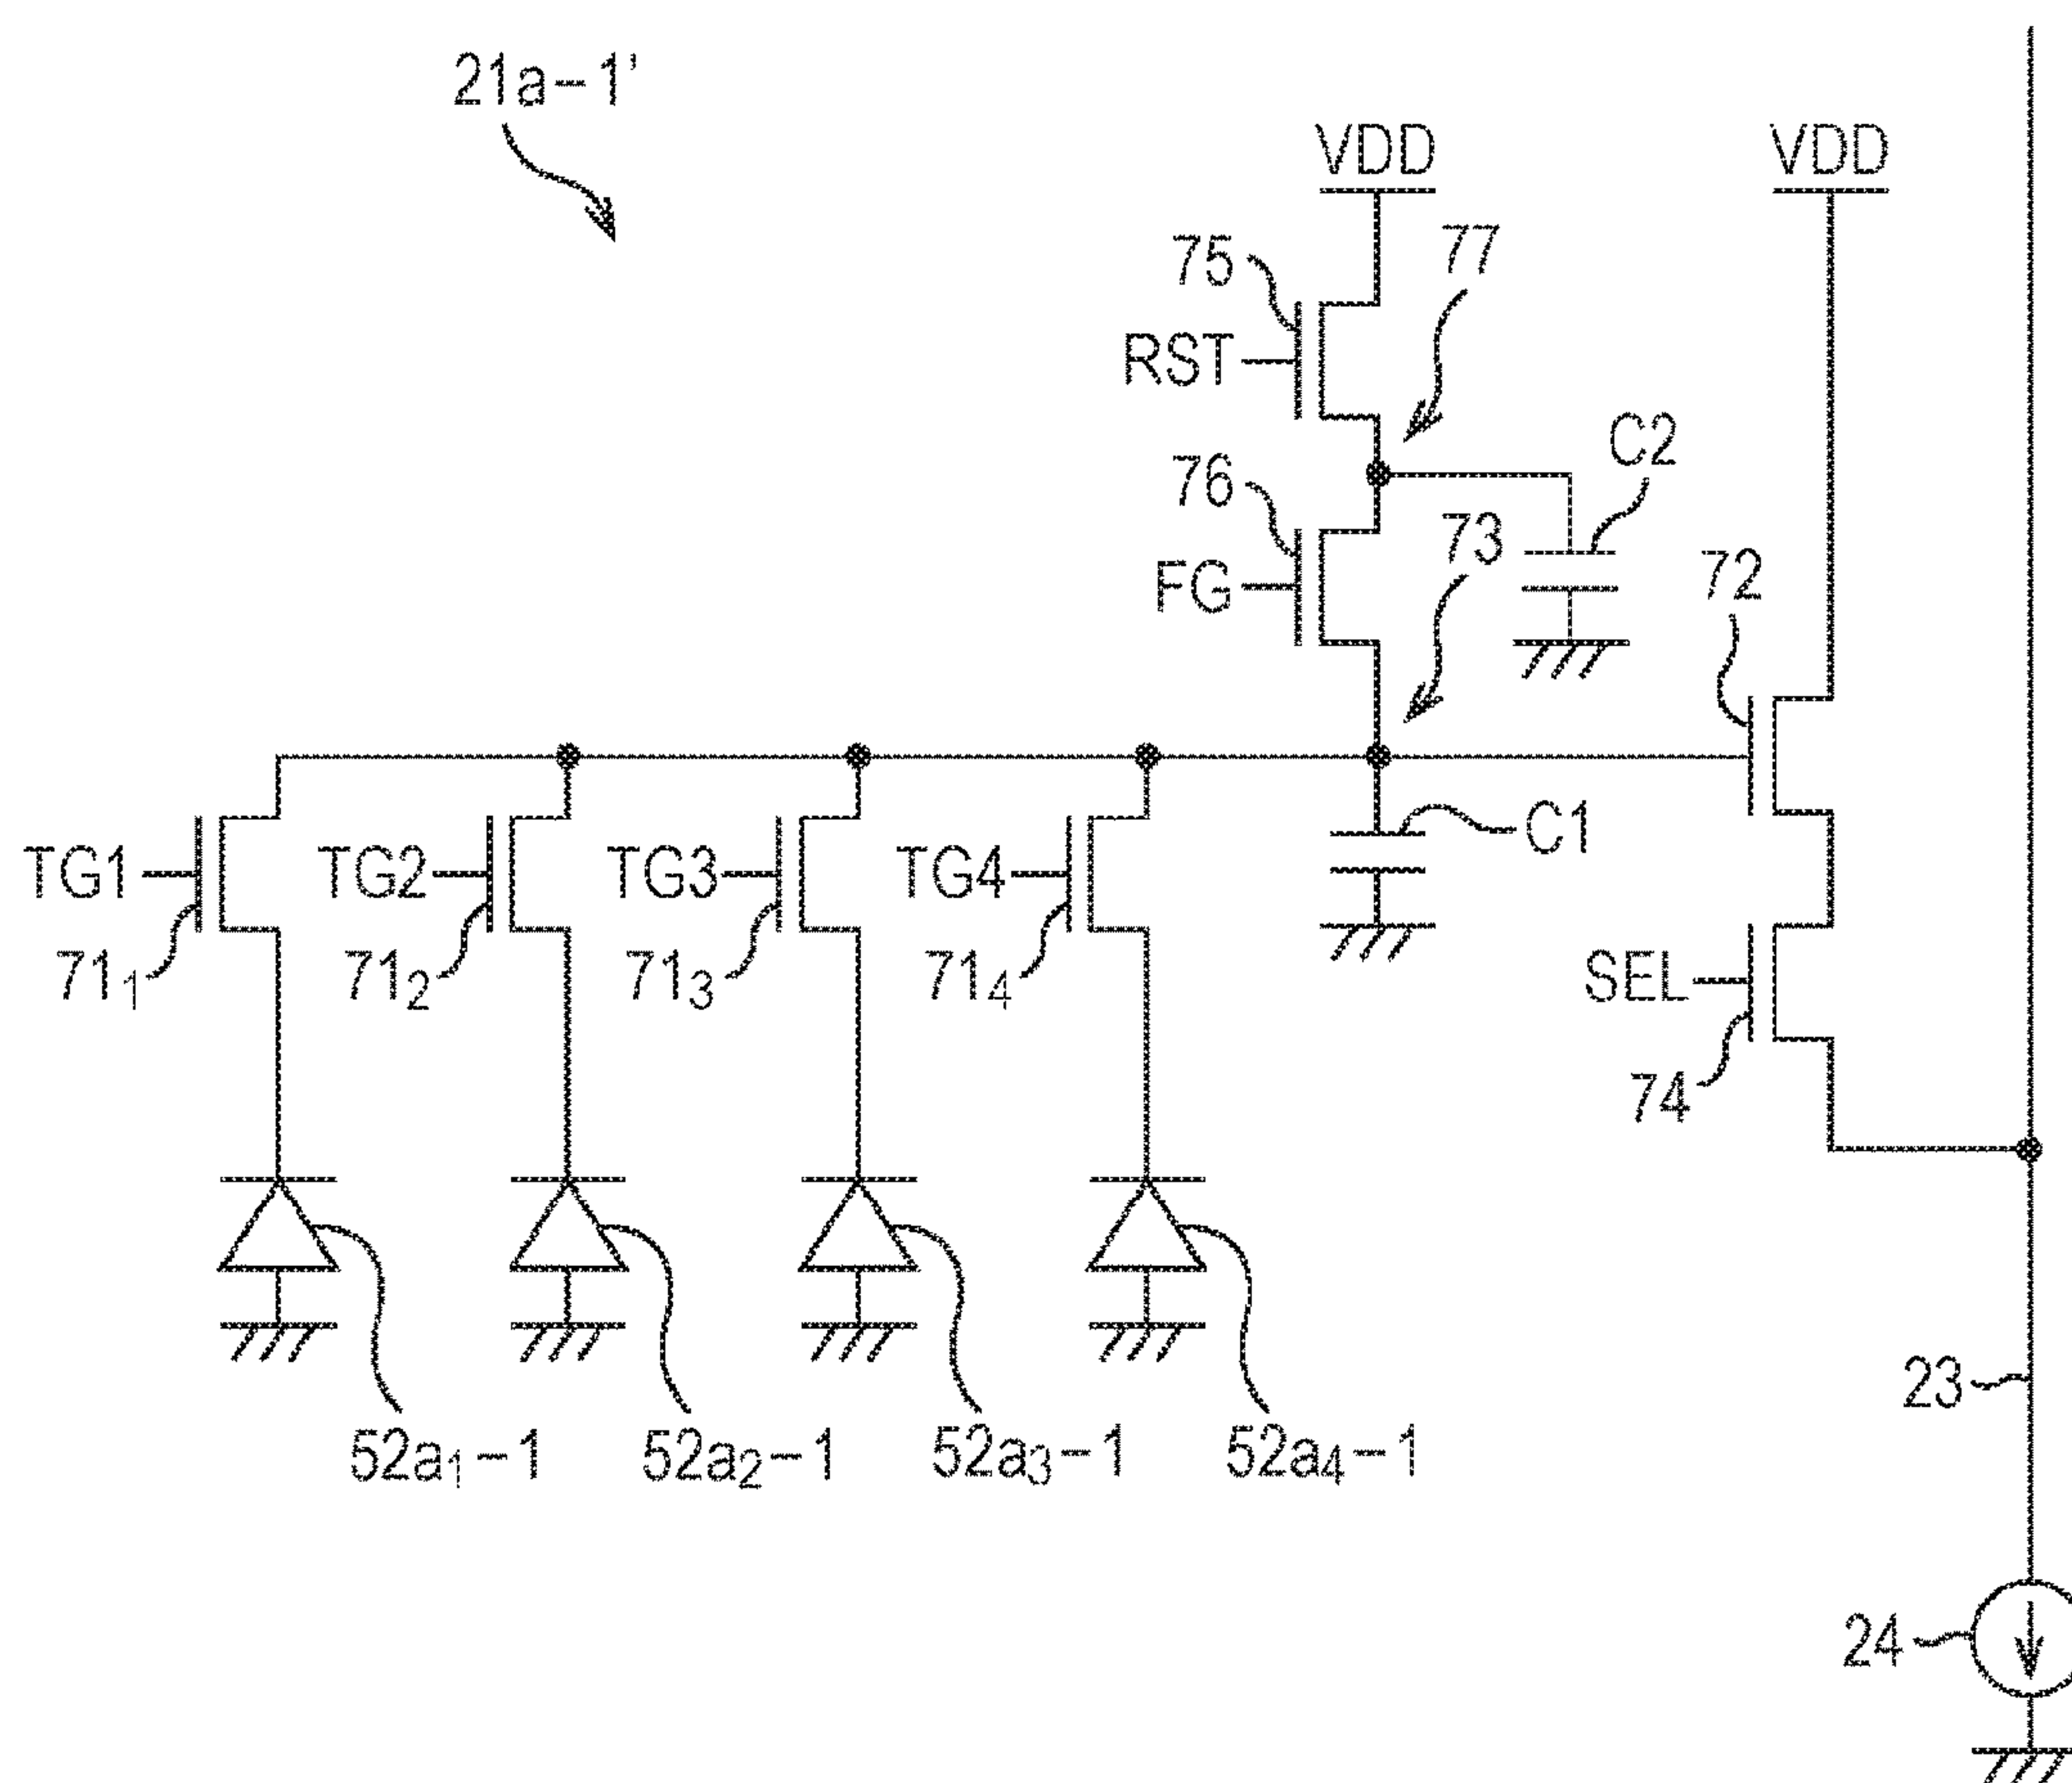 21a-1'
VDD
VDD
75
77
RST
C2
76
73
FG
72
C1
TG1
TG2
TG3
TG4
71₁
71₂
71₃
71₄
SEL
74
52a₁-1
52a₂-1
52a₃-1
52a₄-1
23
24